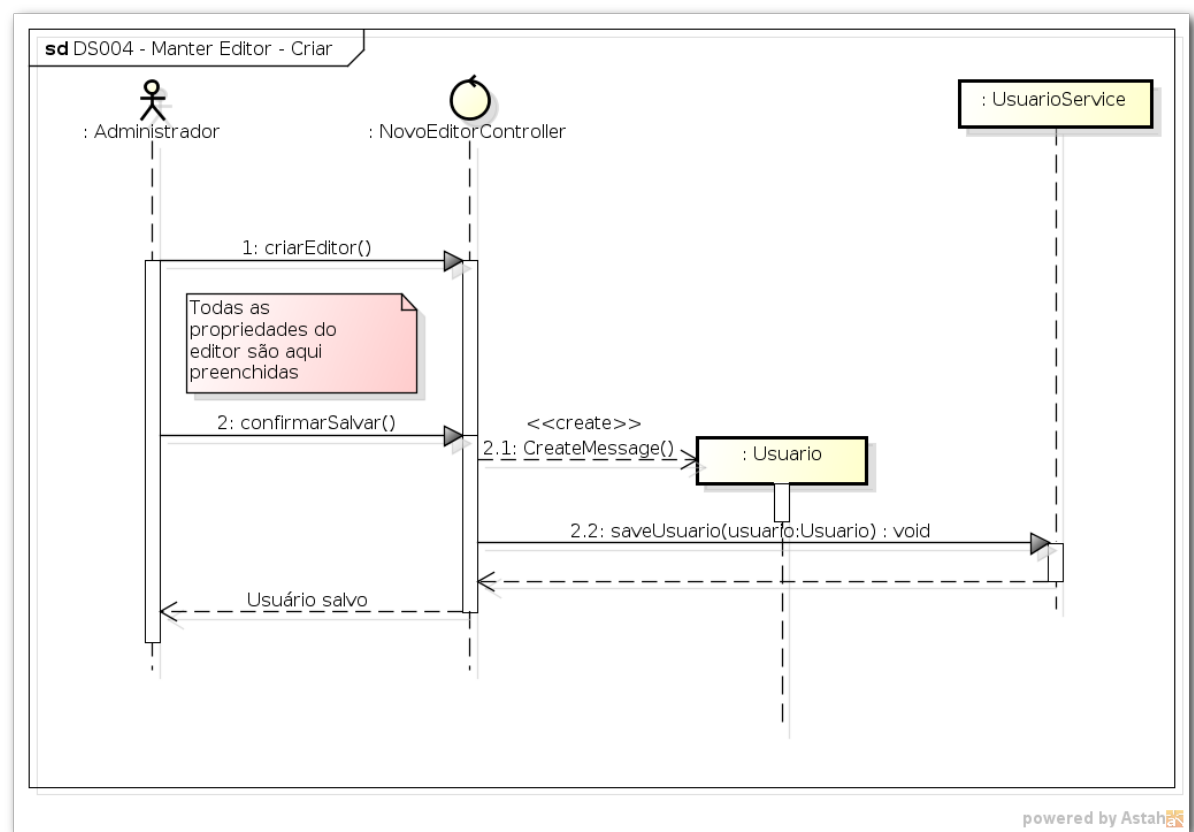 sd DS004 - Manter Editor - Criar
: Administrador
: NovoEditorController
: UsuarioService
1: criarEditor()
Todas as
propriedades do
editor são aqui
preenchidas
2: confirmarSalvar()
<<create>>
2.1: CreateMessage()
: Usuario
2.2: saveUsuario(usuario:Usuario) : void
Usuário salvo
powered by Astah